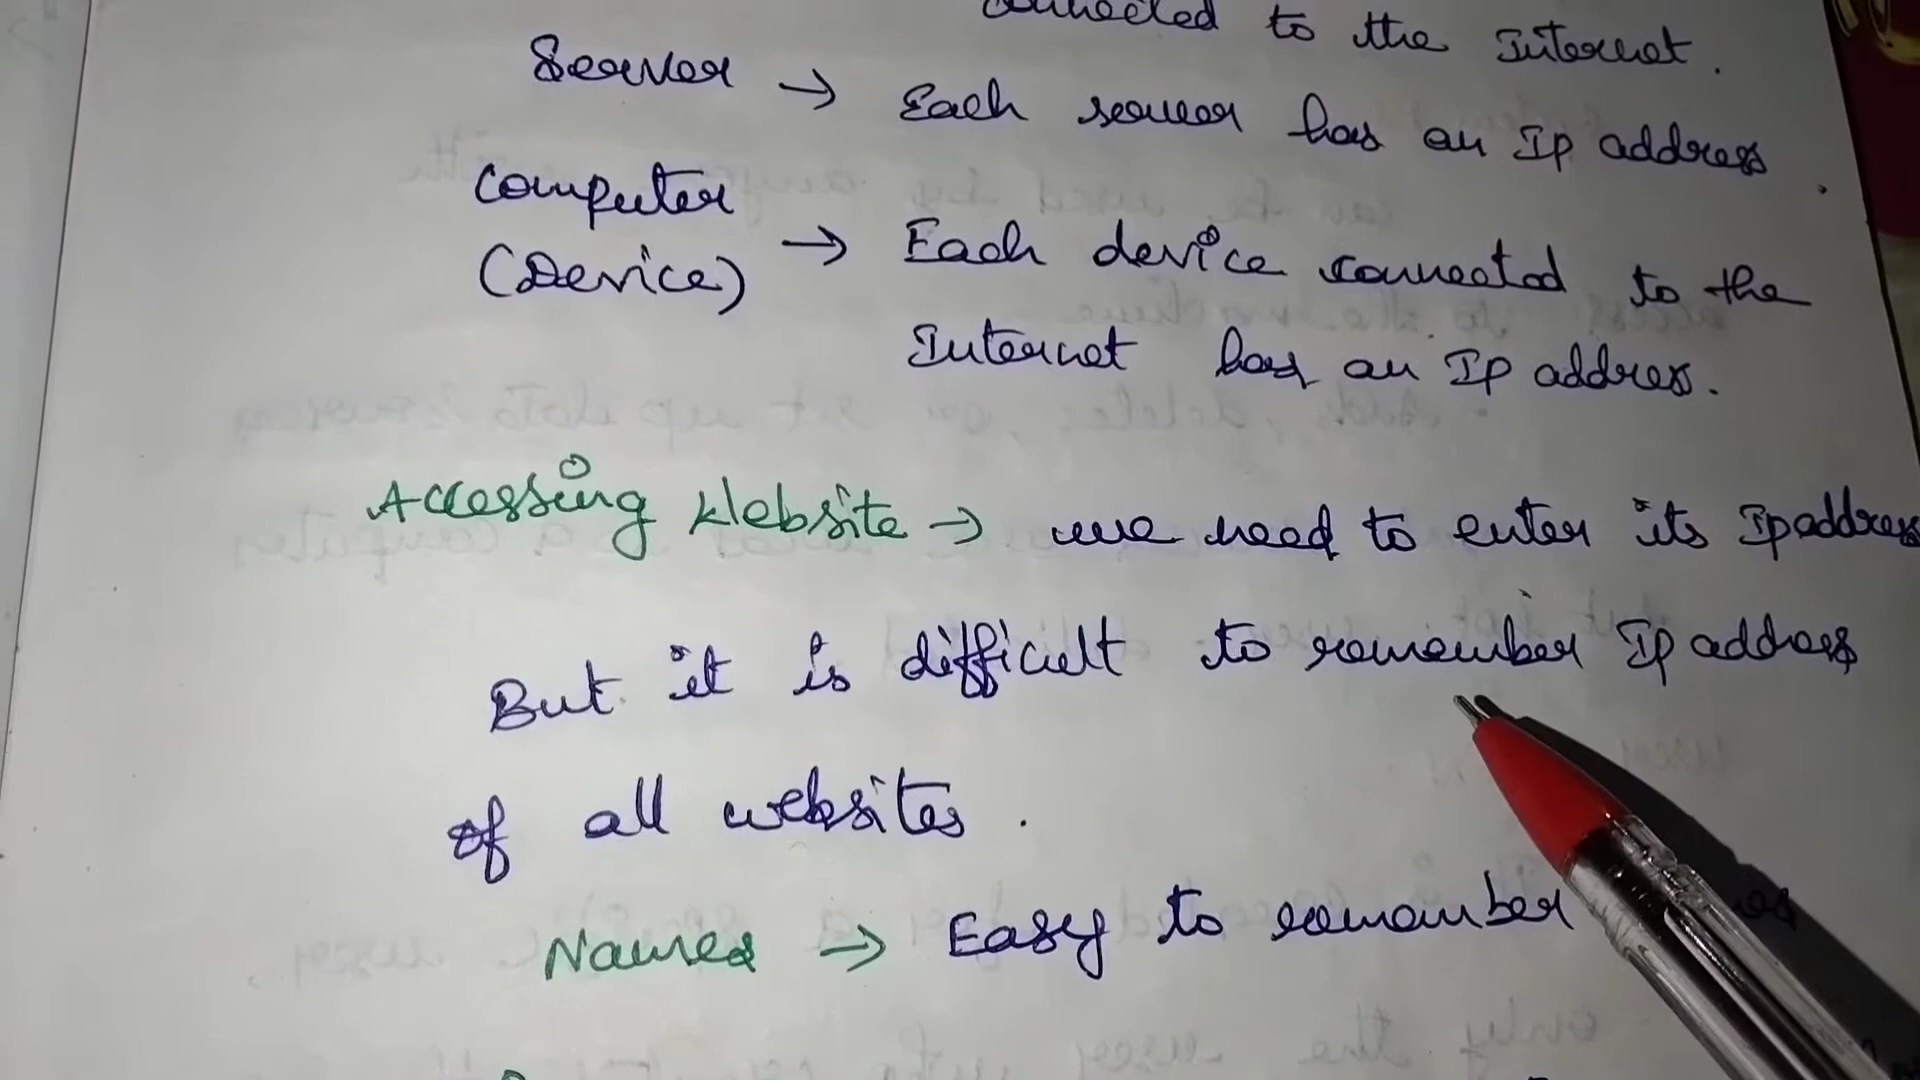 connected to the Internet.
Server → Each server has an Ip address.
Computer
(Device) → Each device connected to the
Internet has an Ip address.
Accessing Website → we need to enter its Ip address
But it is difficult to remember Ip address
of all websites.
Names → Easy to remember